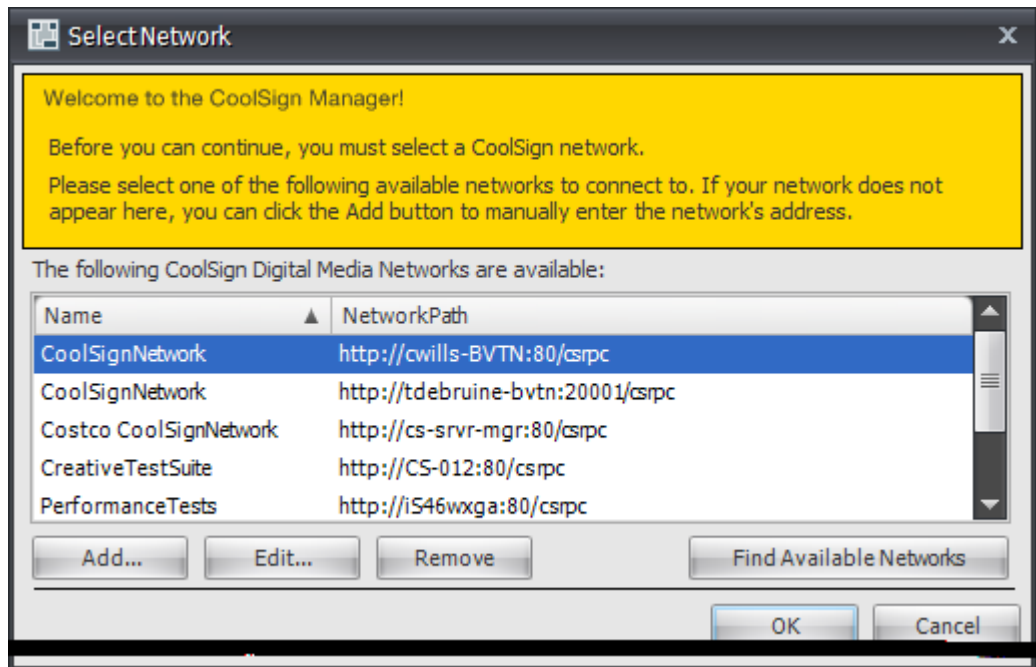 Select Network
Welcome to the CoolSign Manager!
Before you can continue, you must select a CoolSign network.
Please select one of the following available networks to connect to. If your network does not
appear here, you can click the Add button to manually enter the network's address.
The following CoolSign Digital Media Networks are available:
Name NetworkPath
CoolSignNetwork http://cwills-BVTN:80/csrpc
CoolSignNetwork http://tdebruine-bvtn:20001/csrpc
Costco CoolSignNetwork http://cs-srvr-mgr:80/csrpc
CreativeTestSuite http://CS-012:80/csrpc
PerformanceTests http://iS46wxga:80/csrpc
Add... Edit... Remove Find Available Networks
OK Cancel